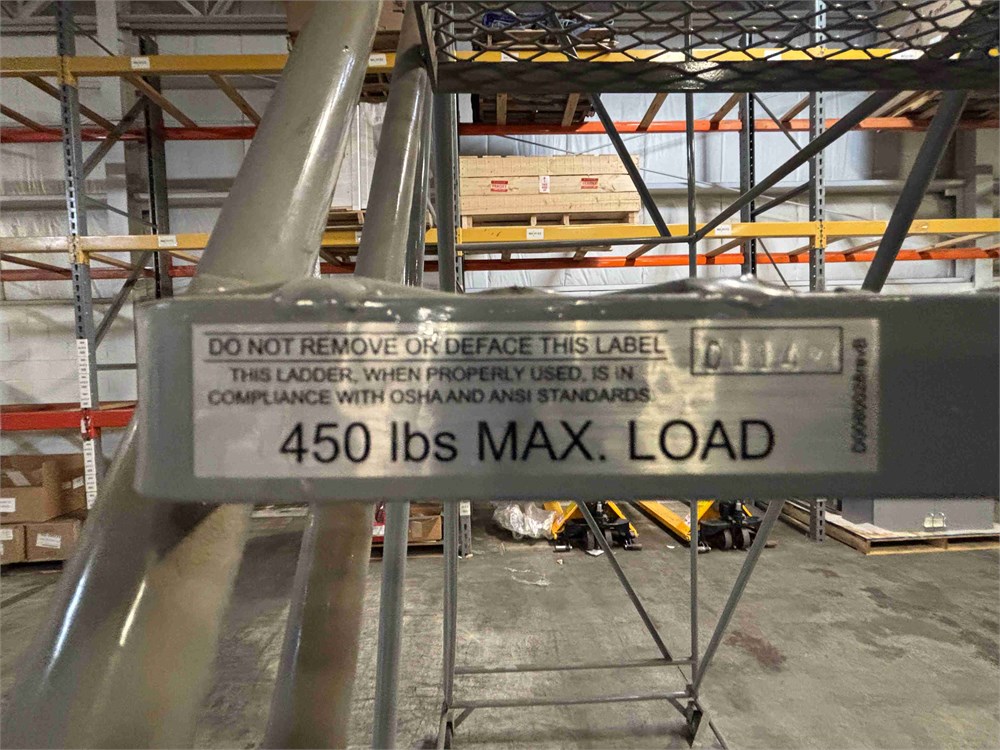 DO NOT REMOVE OR DEFACE THIS LABEL
THIS LADDER, WHEN PROPERLY USED, IS IN
COMPLIANCE WITH OSHA AND ANSI STANDARDS.
450 lbs MAX. LOAD